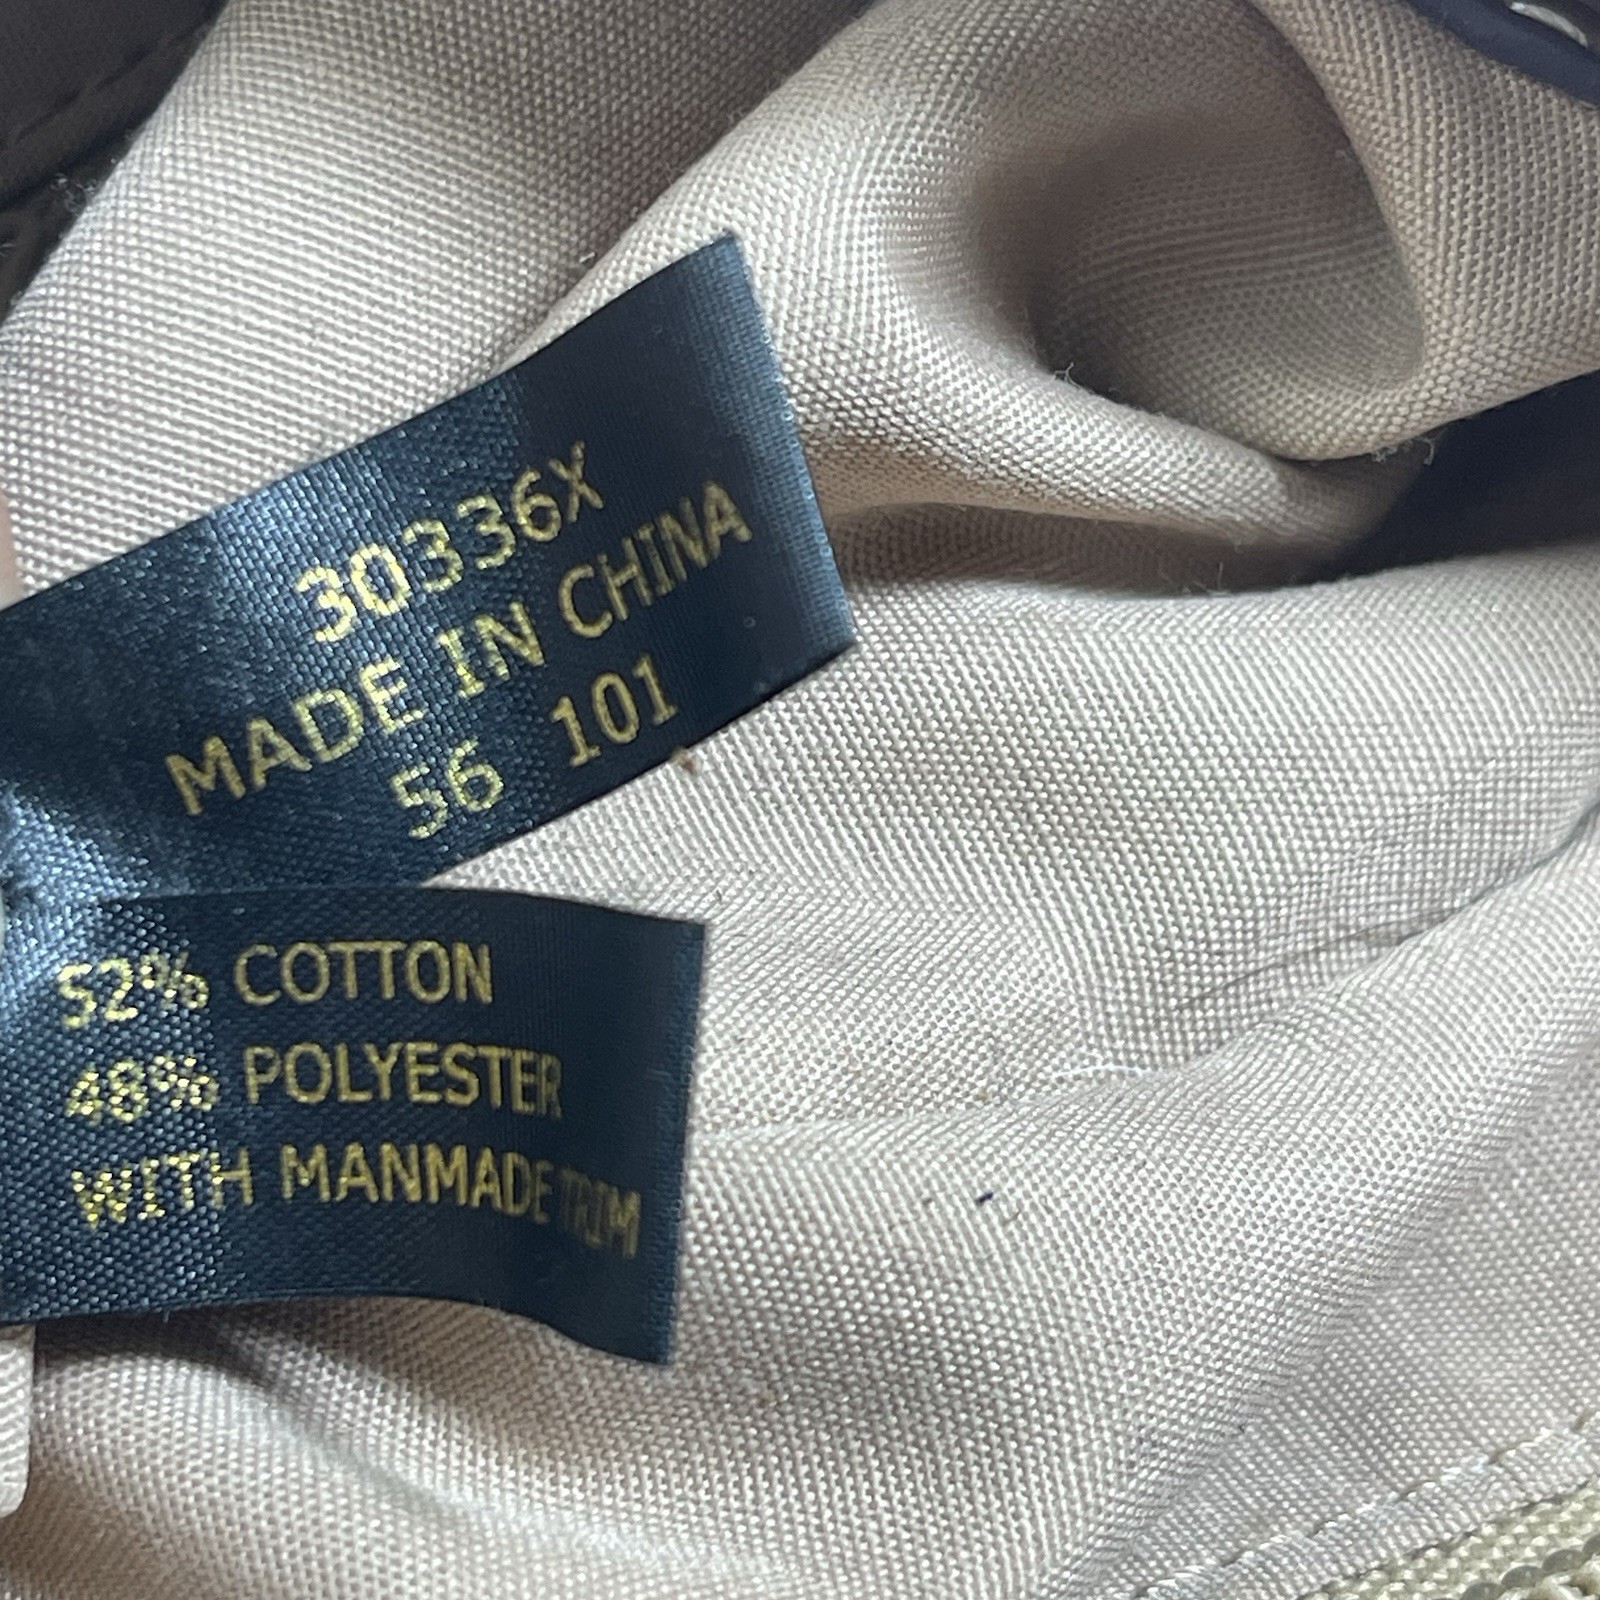 30336X
MADE IN CHINA
56 101
52% COTTON
48% POLYESTER
WITH MANMADE TRIM